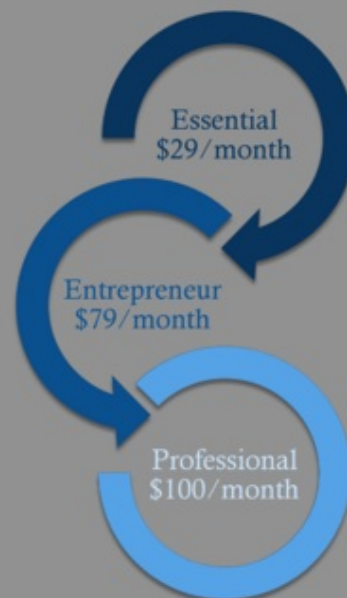 Essential
$29/month
Entrepreneur
$79/month
Professional
$100/month